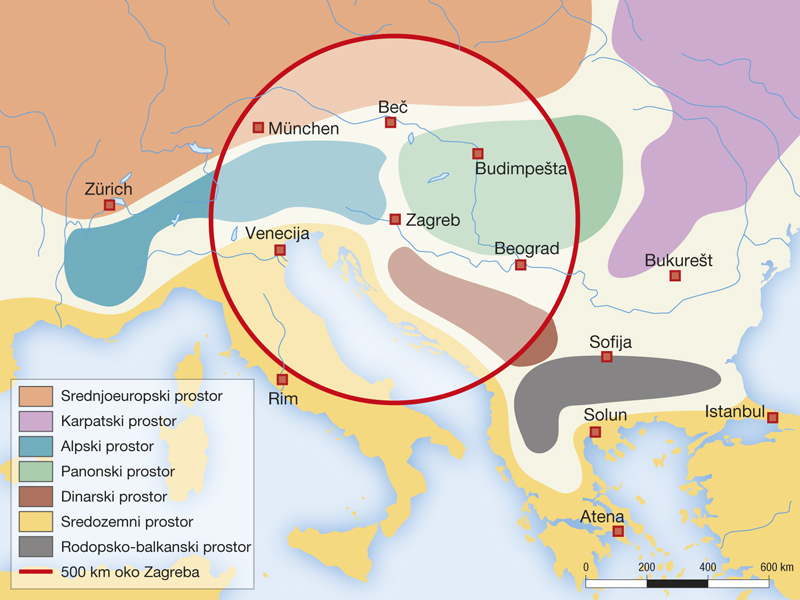 Beč
München
Budimpešta
Zürich
Zagreb
Venecija
Beograd
Bukurešt
Sofija
Rim
Solun
Istanbul
Atena
Srednjoeuropski prostor
Karpatski prostor
Alpski prostor
Panonski prostor
Dinarski prostor
Sredozemni prostor
Rodopsko-balkanski prostor
500 km oko Zagreba
0 200 400 600 km